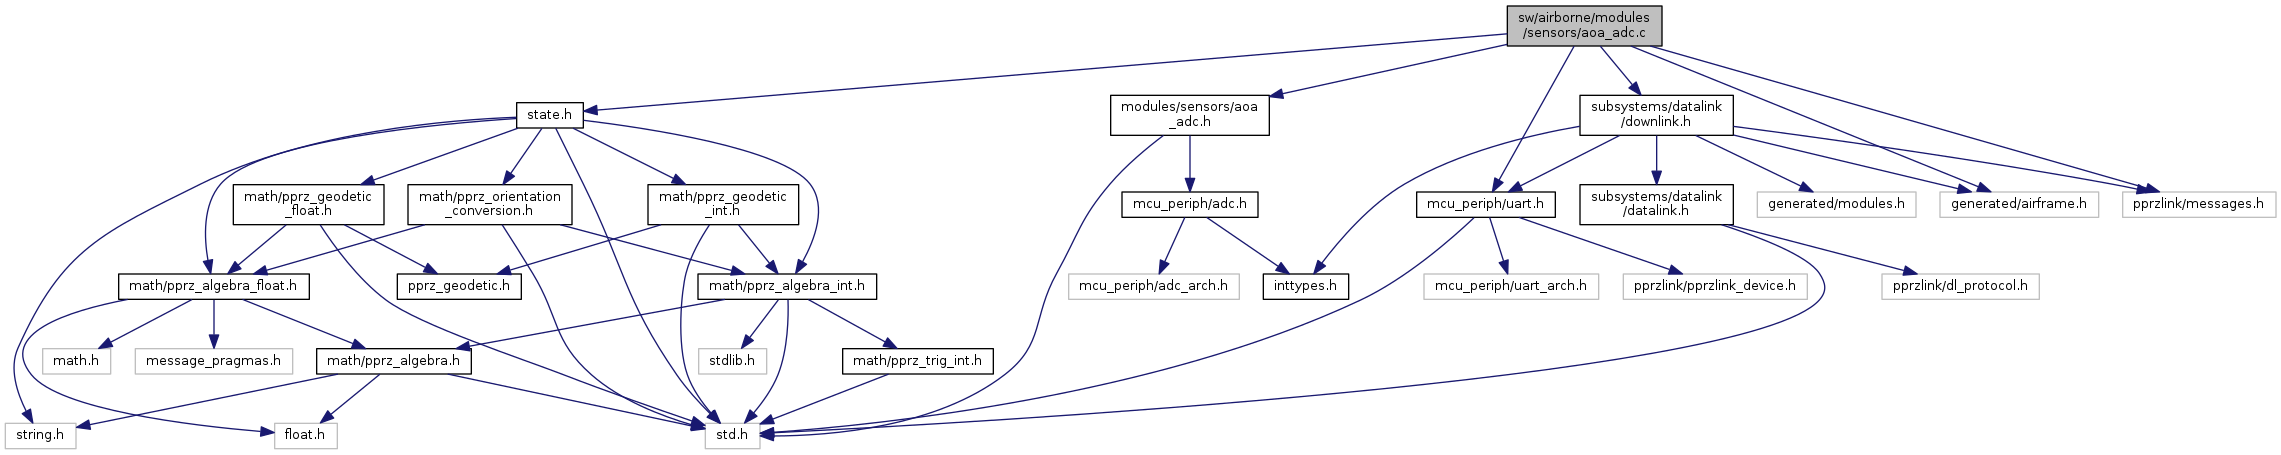 sw/airborne/modules
/sensors/aoa_adc.c
state.h
modules/sensors/aoa
_adc.h
subsystems/datalink
/downlink.h
math/pprz_geodetic
_float.h
math/pprz_orientation
_conversion.h
math/pprz_geodetic
_int.h
mcu_periph/adc.h
mcu_periph/uart.h
subsystems/datalink
/datalink.h
generated/modules.h
generated/airframe.h
pprzlink/messages.h
math/pprz_algebra_float.h
pprz_geodetic.h
math/pprz_algebra_int.h
mcu_periph/adc_arch.h
inttypes.h
mcu_periph/uart_arch.h
pprzlink/pprzlink_device.h
pprzlink/dl_protocol.h
math.h
message_pragmas.h
math/pprz_algebra.h
stdlib.h
math/pprz_trig_int.h
string.h
float.h
std.h